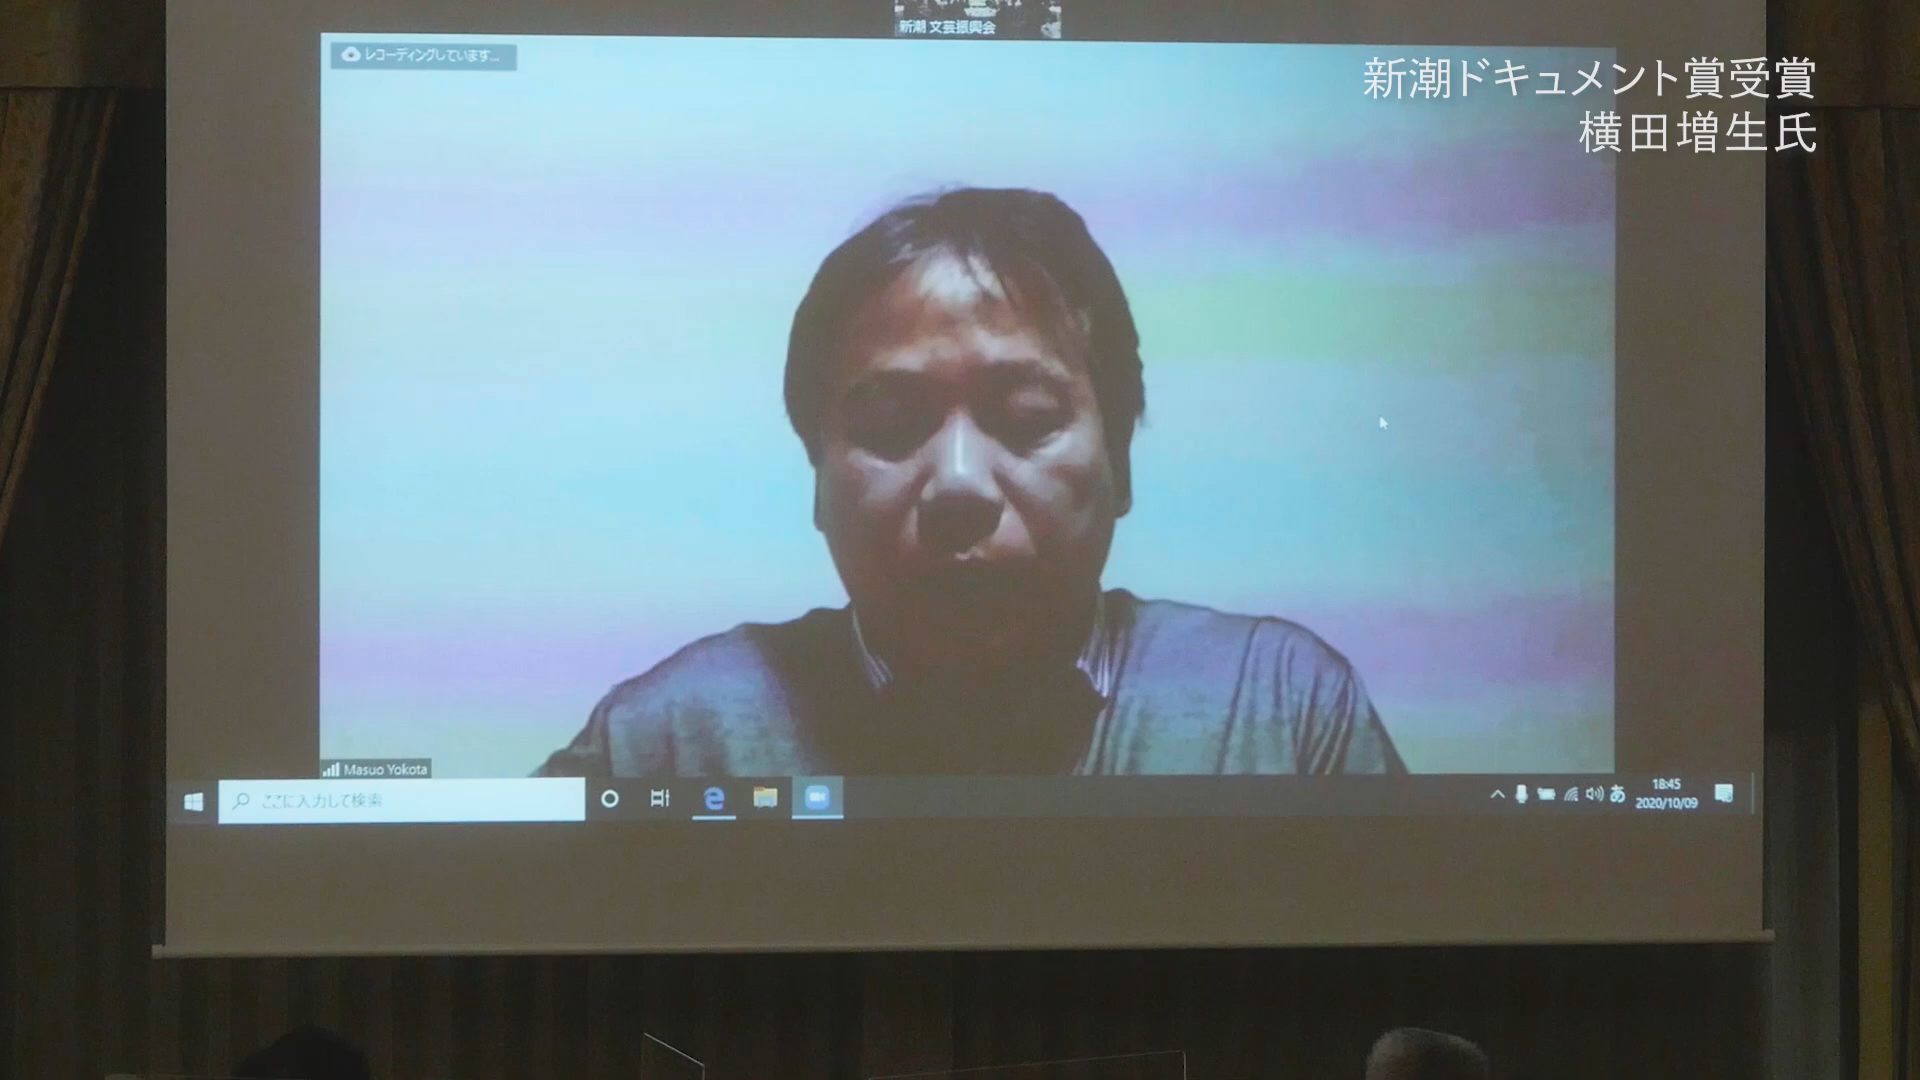 新潮 文芸振興会
レコーディングしています...
新潮ドキュメント賞受賞
横田増生氏
Masuo Yokota
ここに入力して検索
あ
18:45
2020/10/09